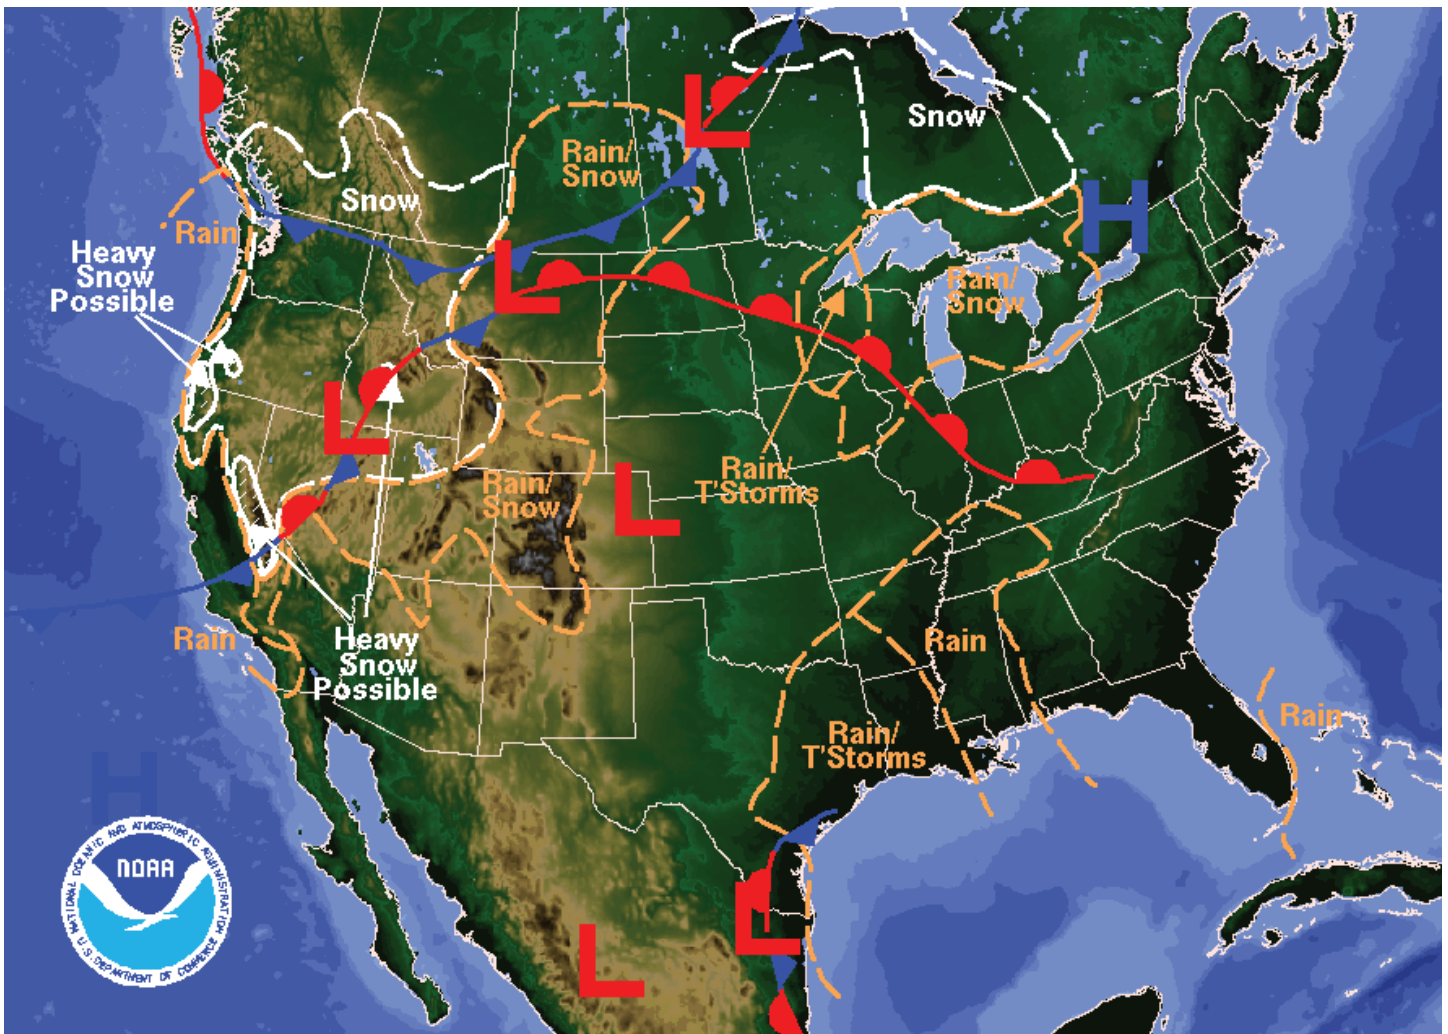 L
Snow
Rain/
Snow
H
Snow
Rain
Heavy
Snow
Possible
L
Rain/
Snow
L
Rain/
T'Storms
Rain/
Snow
L
Rain
Heavy
Snow
Possible
Rain
Rain/
T'Storms
Rain
H
L
L
NOAA
NATIONAL OCEANIC AND ATMOSPHERIC ADMINISTRATION
U.S. DEPARTMENT OF COMMERCE